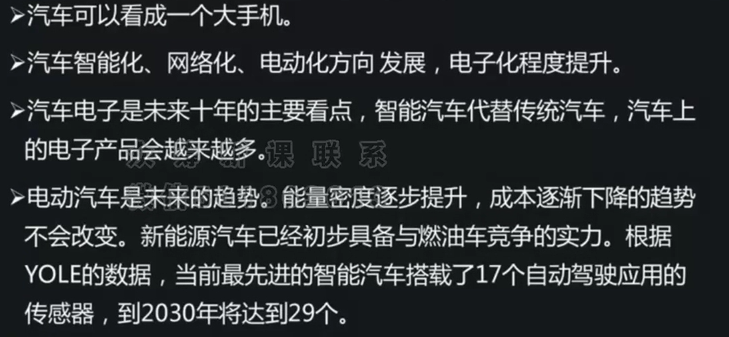 ➢汽车可以看成一个大手机。
➢汽车智能化、网络化、电动化方向 发展，电子化程度提升。
➢汽车电子是未来十年的主要看点，智能汽车代替传统汽车，汽车上
的电子产品会越来越多。
课 联 系
➢电动汽车是未来的趋势。能量密度逐步提升，成本逐渐下降的趋势
不会改变。新能源汽车已经初步具备与燃油车竞争的实力。根据
YOLE的数据，当前最先进的智能汽车搭载了17个自动驾驶应用的
传感器，到2030年将达到29个。